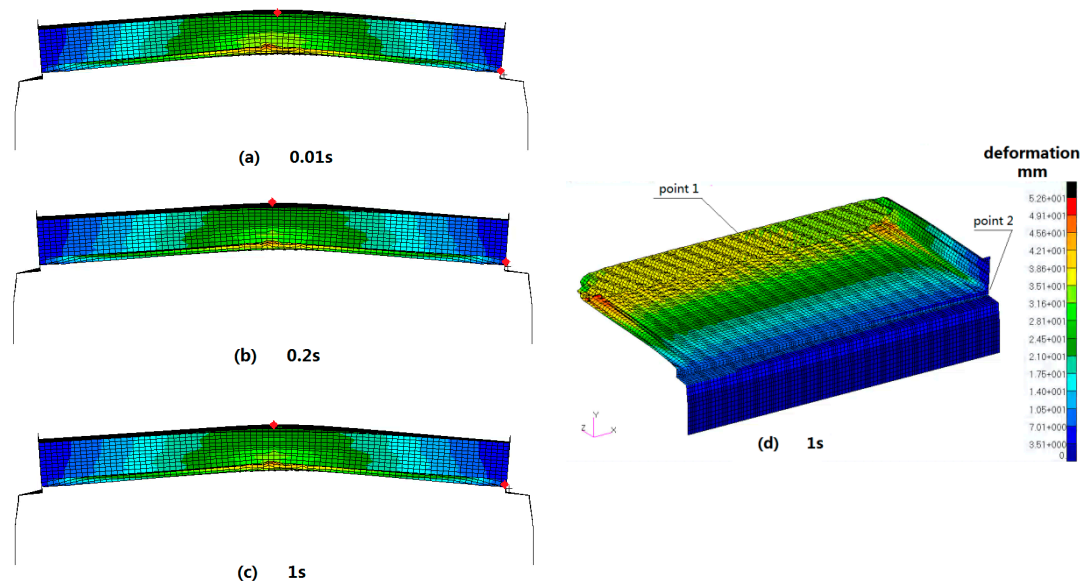 (a) 0.01s
(b) 0.2s
(c) 1s
deformation
mm
point 1
point 2
5.26+001
4.91+001
4.56+001
4.21+001
3.86+001
3.51+001
3.16+001
2.81+001
2.45+001
2.10+001
1.75+001
1.40+001
1.05+001
7.01+000
3.51+000
0
Y
Z X
(d) 1s